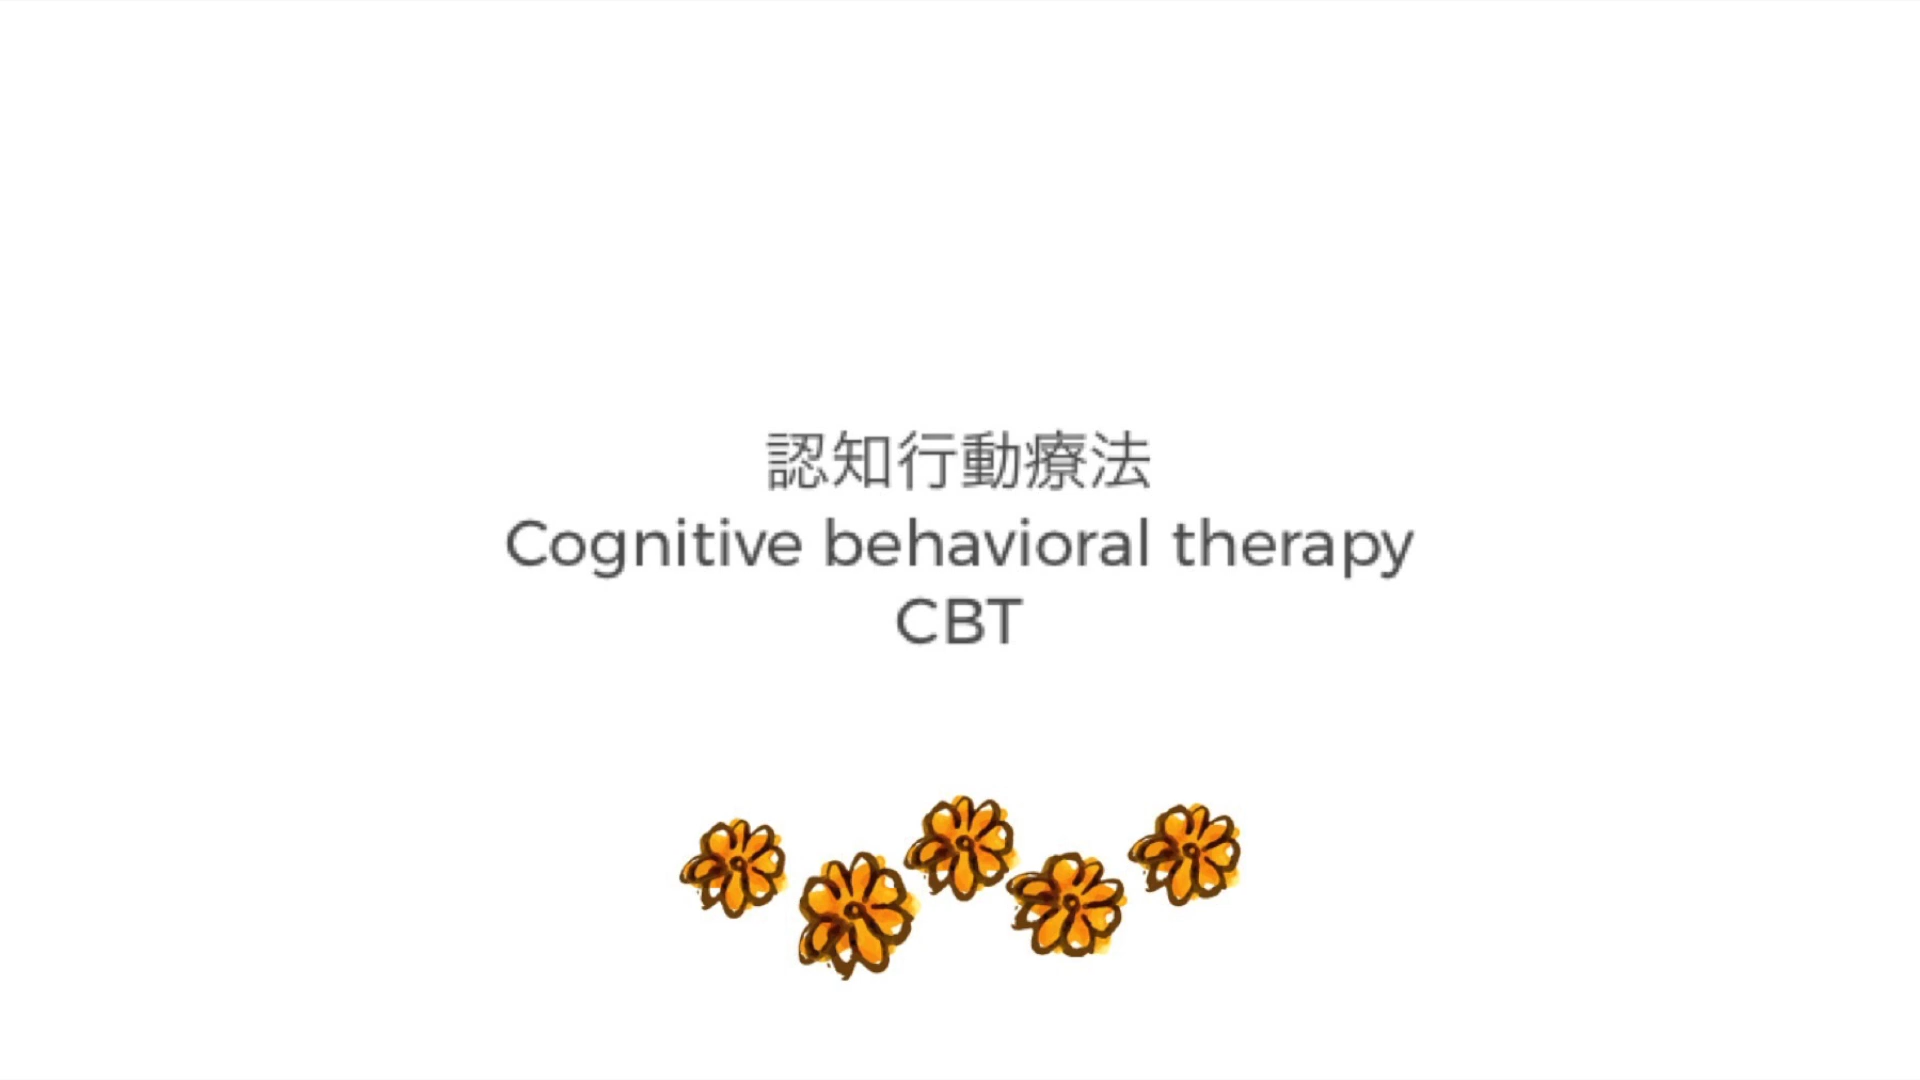 認知行動療法
Cognitive behavioral therapy
CBT